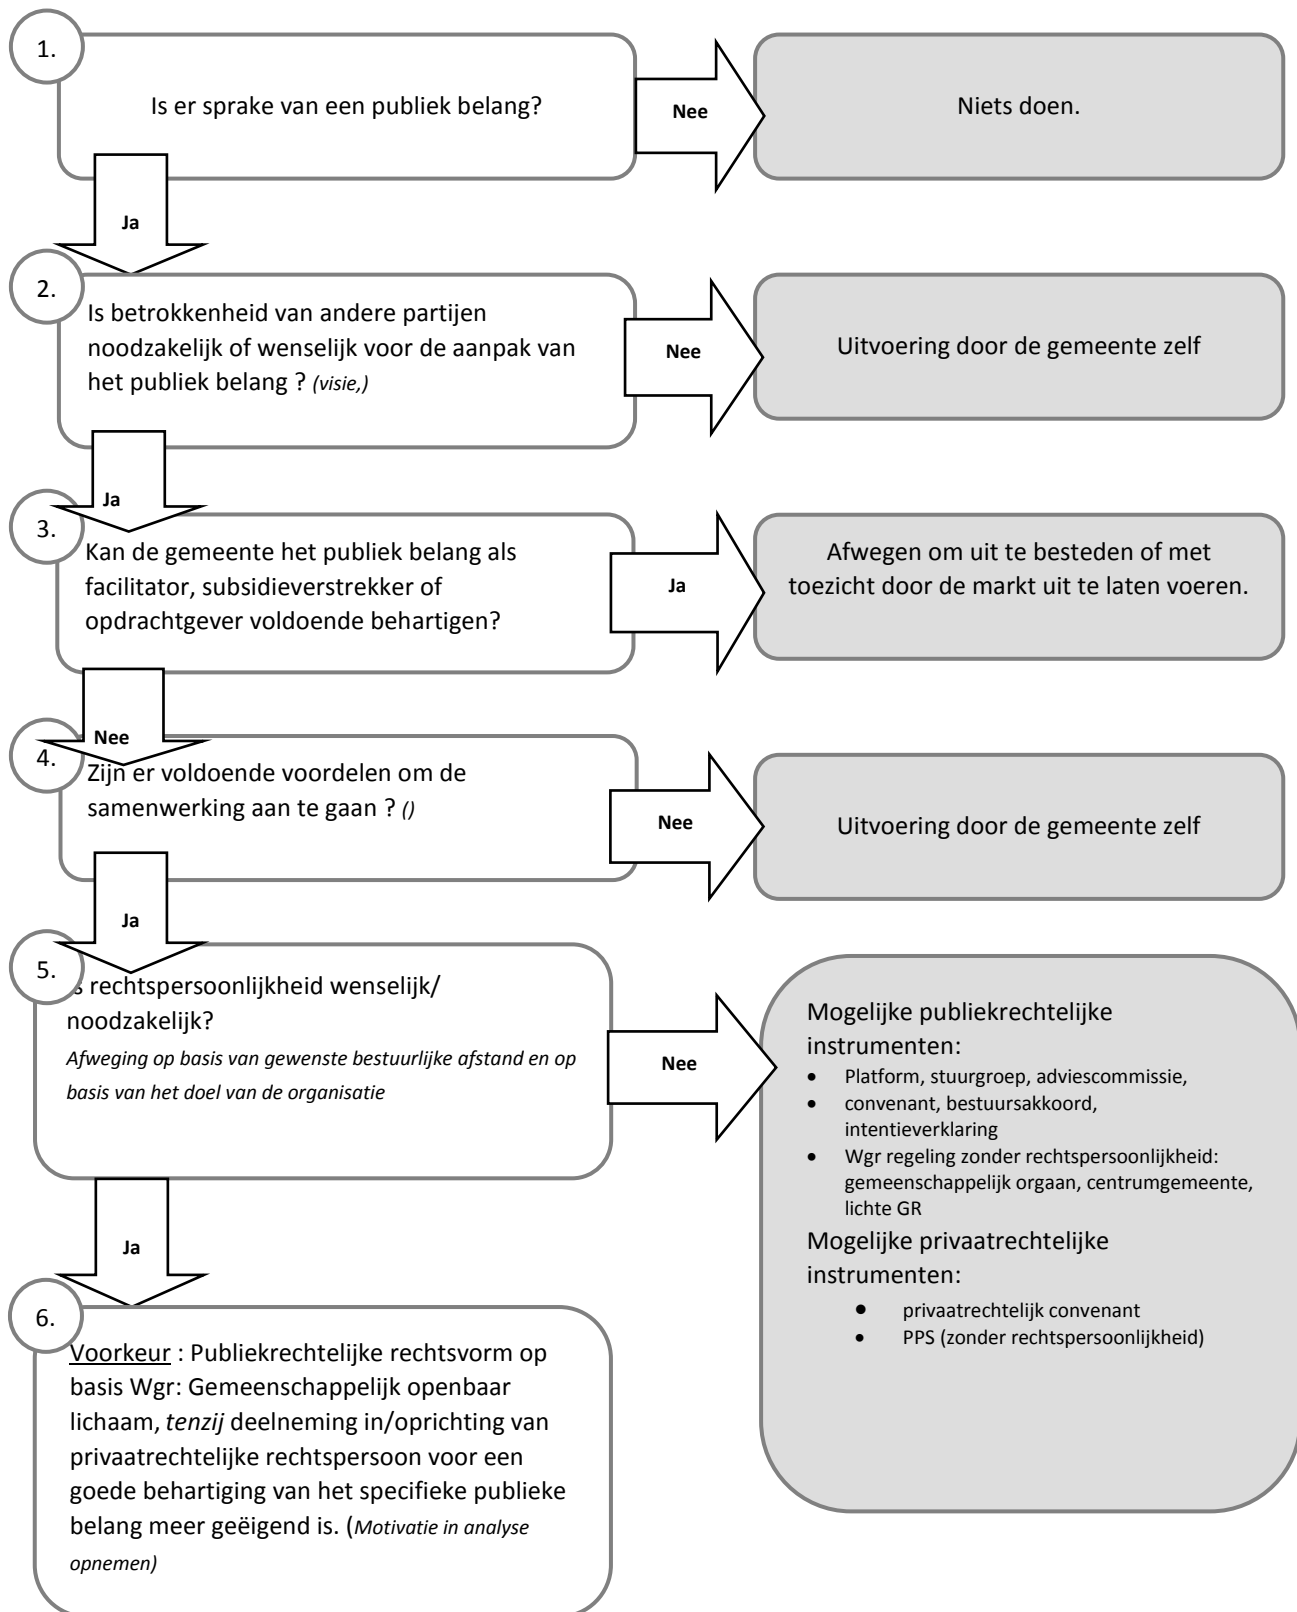 1.
Is er sprake van een publiek belang?
Nee
Niets doen.
Ja
2.
Is betrokkenheid van andere partijen
noodzakelijk of wenselijk voor de aanpak van
het publiek belang ? (visie,)
Nee
Uitvoering door de gemeente zelf
Ja
3.
Kan de gemeente het publiek belang als
facilitator, subsidieverstrekker of
opdrachtgever voldoende behartigen?
Ja
Afwegen om uit te besteden of met
toezicht door de markt uit te laten voeren.
Nee
4.
Zijn er voldoende voordelen om de
samenwerking aan te gaan ? ()
Nee
Uitvoering door de gemeente zelf
Ja
5.
s rechtspersoonlijkheid wenselijk/
noodzakelijk?
Afweging op basis van gewenste bestuurlijke afstand en op
basis van het doel van de organisatie
Nee
Mogelijke publiekrechtelijke
instrumenten:
• Platform, stuurgroep, adviescommissie,
• convenant, bestuursakkoord,
intentieverklaring
• Wgr regeling zonder rechtspersoonlijkheid:
gemeenschappelijk orgaan, centrumgemeente,
lichte GR
Mogelijke privaatrechtelijke
instrumenten:
• privaatrechtelijk convenant
• PPS (zonder rechtspersoonlijkheid)
Ja
6.
Voorkeur : Publiekrechtelijke rechtsvorm op
basis Wgr: Gemeenschappelijk openbaar
lichaam, tenzij deelneming in/oprichting van
privaatrechtelijke rechtspersoon voor een
goede behartiging van het specifieke publieke
belang meer geëigend is. (Motivatie in analyse
opnemen)